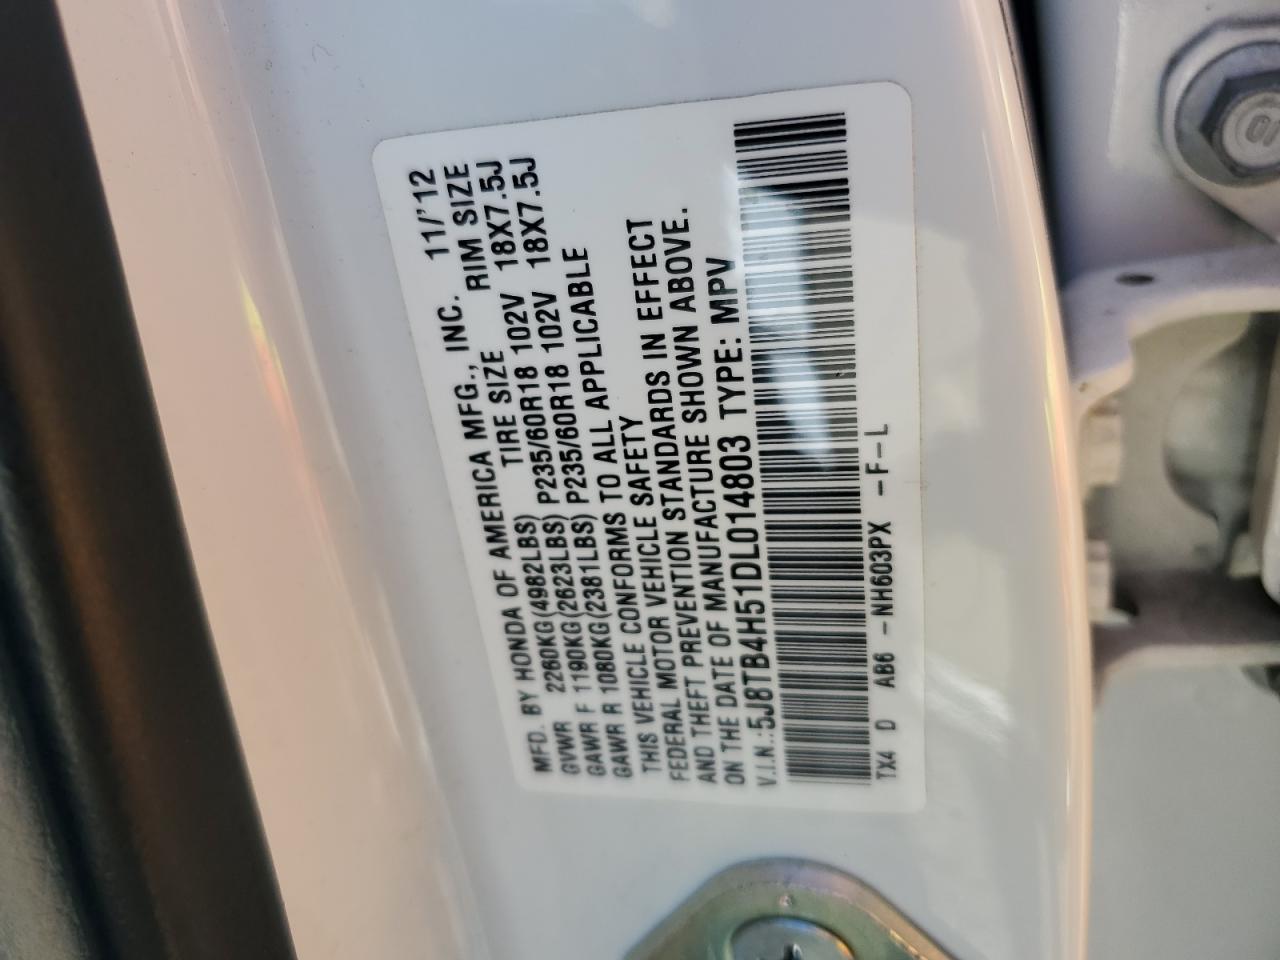 MFD. BY HONDA OF AMERICA MFG., INC. 11/'12
GVWR 2260KG(4982LBS) TIRE SIZE RIM SIZE
GAWR F 1190KG(2623LBS) P235/60R18 102V 18X7.5J
GAWR R 1080KG(2381LBS) P235/60R18 102V 18X7.5J
THIS VEHICLE CONFORMS TO ALL APPLICABLE
FEDERAL MOTOR VEHICLE SAFETY
AND THEFT PREVENTION STANDARDS IN EFFECT
ON THE DATE OF MANUFACTURE SHOWN ABOVE.
V.I.N.:5J8TB4H51DL014803 TYPE: MPV
TX4 D AB6 -NH603PX -F-L